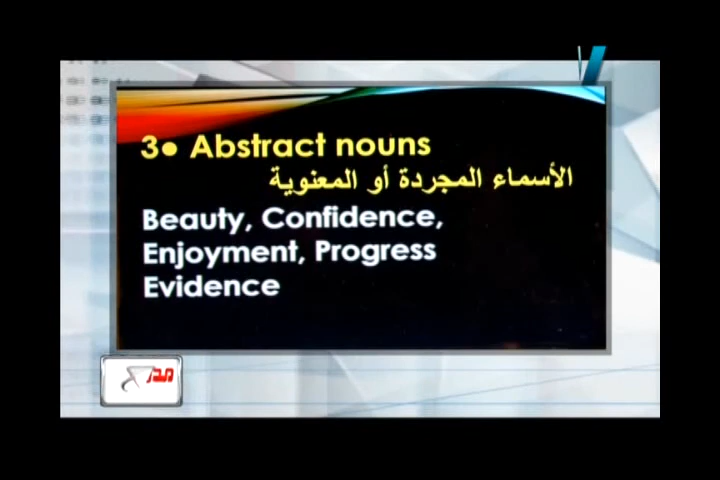 3● Abstract nouns
الأسماء المجردة أو المعنوية
Beauty, Confidence,
Enjoyment, Progress
Evidence